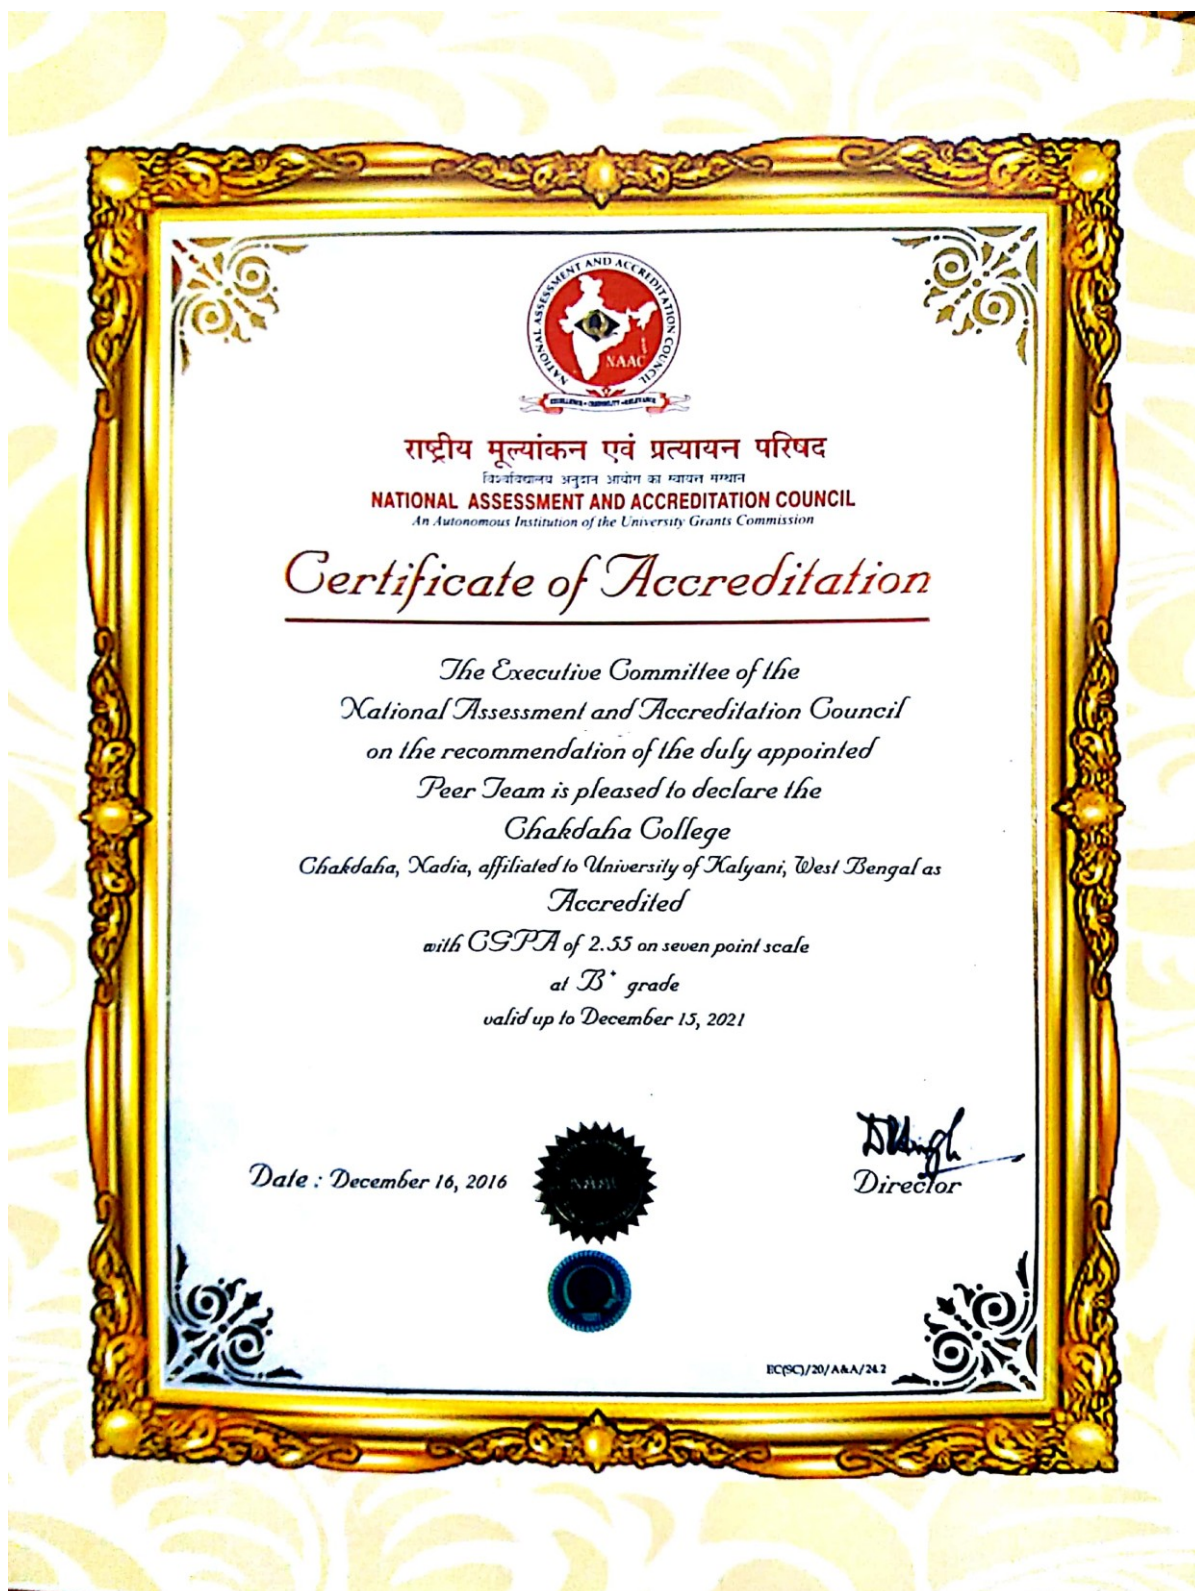 NATIONAL ASSESSMENT AND ACCREDITATION COUNCIL
NAAC
EXCELLENCE • CREDIBILITY • RELEVANCE
राष्ट्रीय मूल्यांकन एवं प्रत्यायन परिषद
विश्वविद्यालय अनुदान आयोग का स्वायत्त संस्थान
NATIONAL ASSESSMENT AND ACCREDITATION COUNCIL
An Autonomous Institution of the University Grants Commission
Certificate of Accreditation
The Executive Committee of the
National Assessment and Accreditation Council
on the recommendation of the duly appointed
Peer Team is pleased to declare the
Chakdaha College
Chakdaha, Nadia, affiliated to University of Kalyani, West Bengal as
Accredited
with CGPA of 2.55 on seven point scale
at B⁺ grade
valid up to December 15, 2021
Date : December 16, 2016
NAAC
Director
EC(SC)/20/A&A/24.2